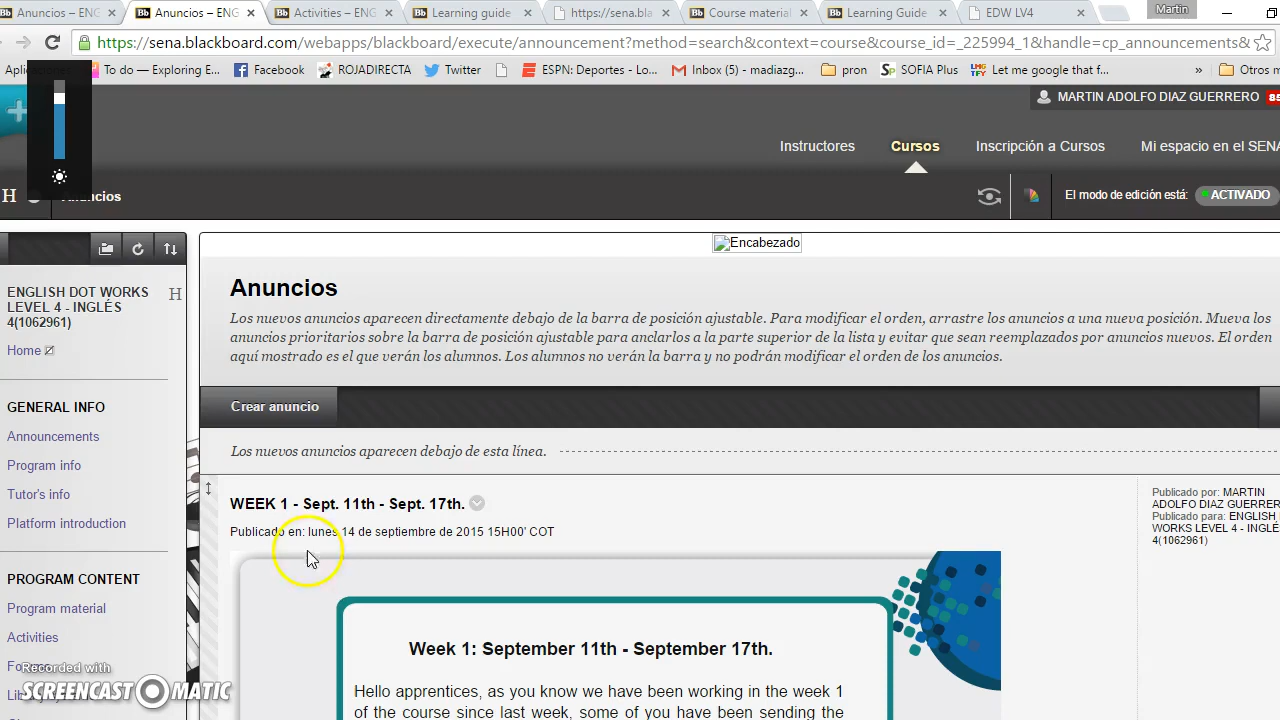 Anuncios – ENG
Anuncios – ENG
Activities – ENG
Learning guide
https://sena.bla
Course material
Learning Guide
EDW LV4
Martin
https://sena.blackboard.com/webapps/blackboard/execute/announcement?method=search&context=course&course_id=_225994_1&handle=cp_announcements&
To do — Exploring E...
Facebook
ROJADIRECTA
Twitter
ESPN: Deportes - Lo...
Inbox (5) - mdiazg...
pron
SOFIA Plus
Let me google that f...
»
Otros m
MARTIN ADOLFO DIAZ GUERRERO
85
Instructores
Cursos
Inscripción a Cursos
Mi espacio en el SENA
Anuncios
El modo de edición está:
ACTIVADO
Encabezado
ENGLISH DOT WORKS
LEVEL 4 - INGLÉS
4(1062961)
Home
GENERAL INFO
Announcements
Program info
Tutor's info
Platform introduction
PROGRAM CONTENT
Program material
Activities
Anuncios
Los nuevos anuncios aparecen directamente debajo de la barra de posición ajustable. Para modificar el orden, arrastre los anuncios a una nueva posición. Mueva los
anuncios prioritarios sobre la barra de posición ajustable para anclarlos a la parte superior de la lista y evitar que sean reemplazados por anuncios nuevos. El orden
aquí mostrado es el que verán los alumnos. Los alumnos no verán la barra y no podrán modificar el orden de los anuncios.
Crear anuncio
Los nuevos anuncios aparecen debajo de esta línea.
WEEK 1 - Sept. 11th - Sept. 17th.
Publicado en: lunes 14 de septiembre de 2015 15H00' COT
Publicado por: MARTIN
ADOLFO DIAZ GUERRER
Publicado para: ENGLISH
WORKS LEVEL 4 - INGL
4(1062961)
Week 1: September 11th - September 17th.
Hello apprentices, as you know we have been working in the week 1
of the course since last week, some of you have been sending the
Recorded with
SCREENCAST MATIC